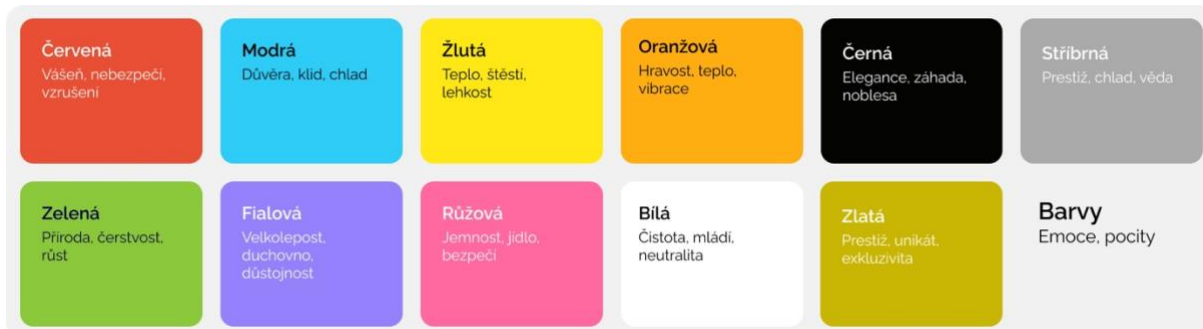 Červená
Vášeň, nebezpečí,
vzrušení
Modrá
Důvěra, klid, chlad
Žlutá
Teplo, štěstí,
lehkost
Oranžová
Hravost, teplo,
vibrace
Černá
Elegance, záhada,
noblesa
Stříbrná
Prestiž, chlad, věda
Zelená
Příroda, čerstvost,
růst
Fialová
Velkolepost,
duchovno,
důstojnost
Růžová
Jemnost, jídlo,
bezpečí
Bílá
Čistota, mládí,
neutralita
Zlatá
Prestiž, unikát,
exkluzivita
Barvy
Emoce, pocity